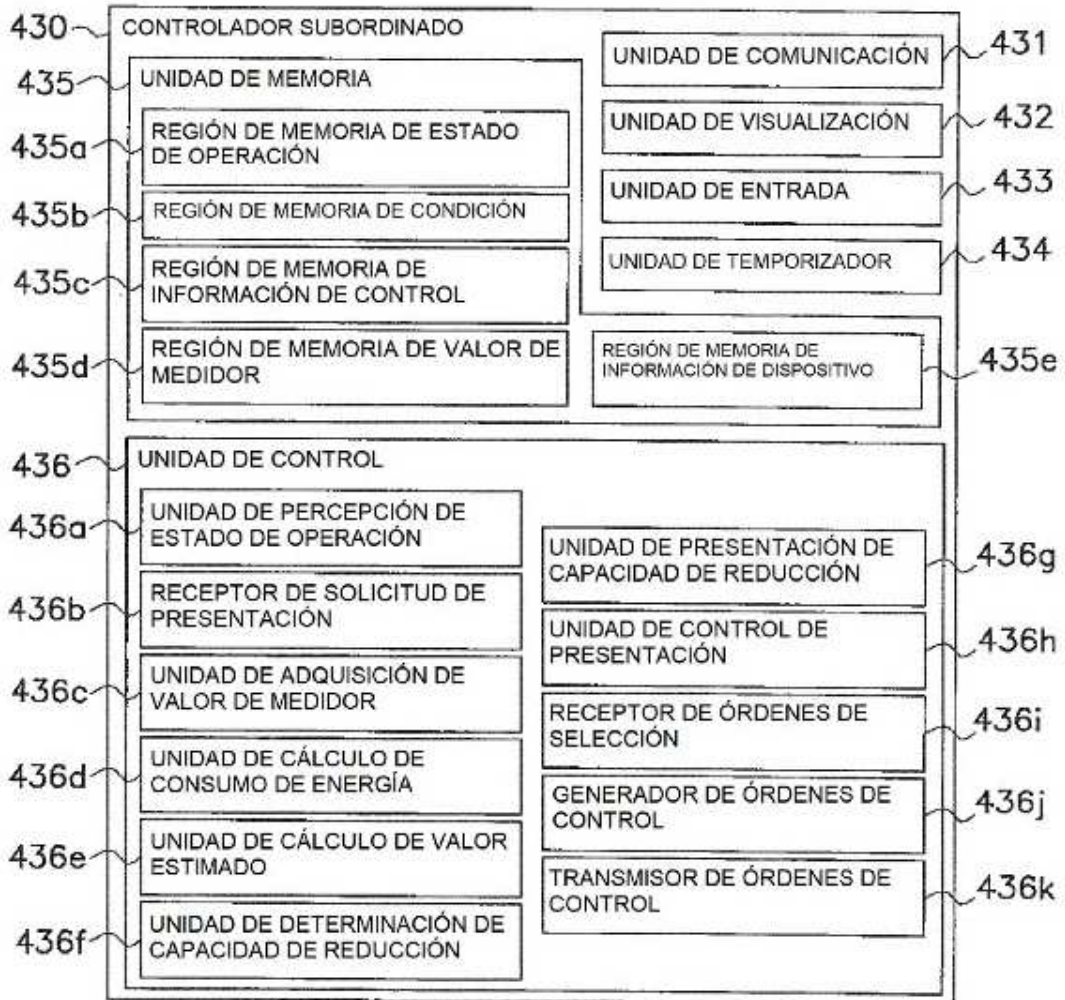 430
CONTROLADOR SUBORDINADO
435
UNIDAD DE MEMORIA
435a
REGIÓN DE MEMORIA DE ESTADO
DE OPERACIÓN
435b
REGIÓN DE MEMORIA DE CONDICIÓN
435c
REGIÓN DE MEMORIA DE
INFORMACIÓN DE CONTROL
435d
REGIÓN DE MEMORIA DE VALOR DE
MEDIDOR
UNIDAD DE COMUNICACIÓN
431
UNIDAD DE VISUALIZACIÓN
432
UNIDAD DE ENTRADA
433
UNIDAD DE TEMPORIZADOR
434
REGIÓN DE MEMORIA DE
INFORMACIÓN DE DISPOSITIVO
435e
436
UNIDAD DE CONTROL
436a
UNIDAD DE PERCEPCIÓN DE
ESTADO DE OPERACIÓN
436b
RECEPTOR DE SOLICITUD DE
PRESENTACIÓN
436c
UNIDAD DE ADQUISICIÓN DE
VALOR DE MEDIDOR
436d
UNIDAD DE CÁLCULO DE
CONSUMO DE ENERGÍA
436e
UNIDAD DE CÁLCULO DE VALOR
ESTIMADO
436f
UNIDAD DE DETERMINACIÓN DE
CAPACIDAD DE REDUCCIÓN
UNIDAD DE PRESENTACIÓN DE
CAPACIDAD DE REDUCCIÓN
436g
UNIDAD DE CONTROL DE
PRESENTACIÓN
436h
RECEPTOR DE ÓRDENES DE
SELECCIÓN
436i
GENERADOR DE ÓRDENES DE
CONTROL
436j
TRANSMISOR DE ÓRDENES DE
CONTROL
436k